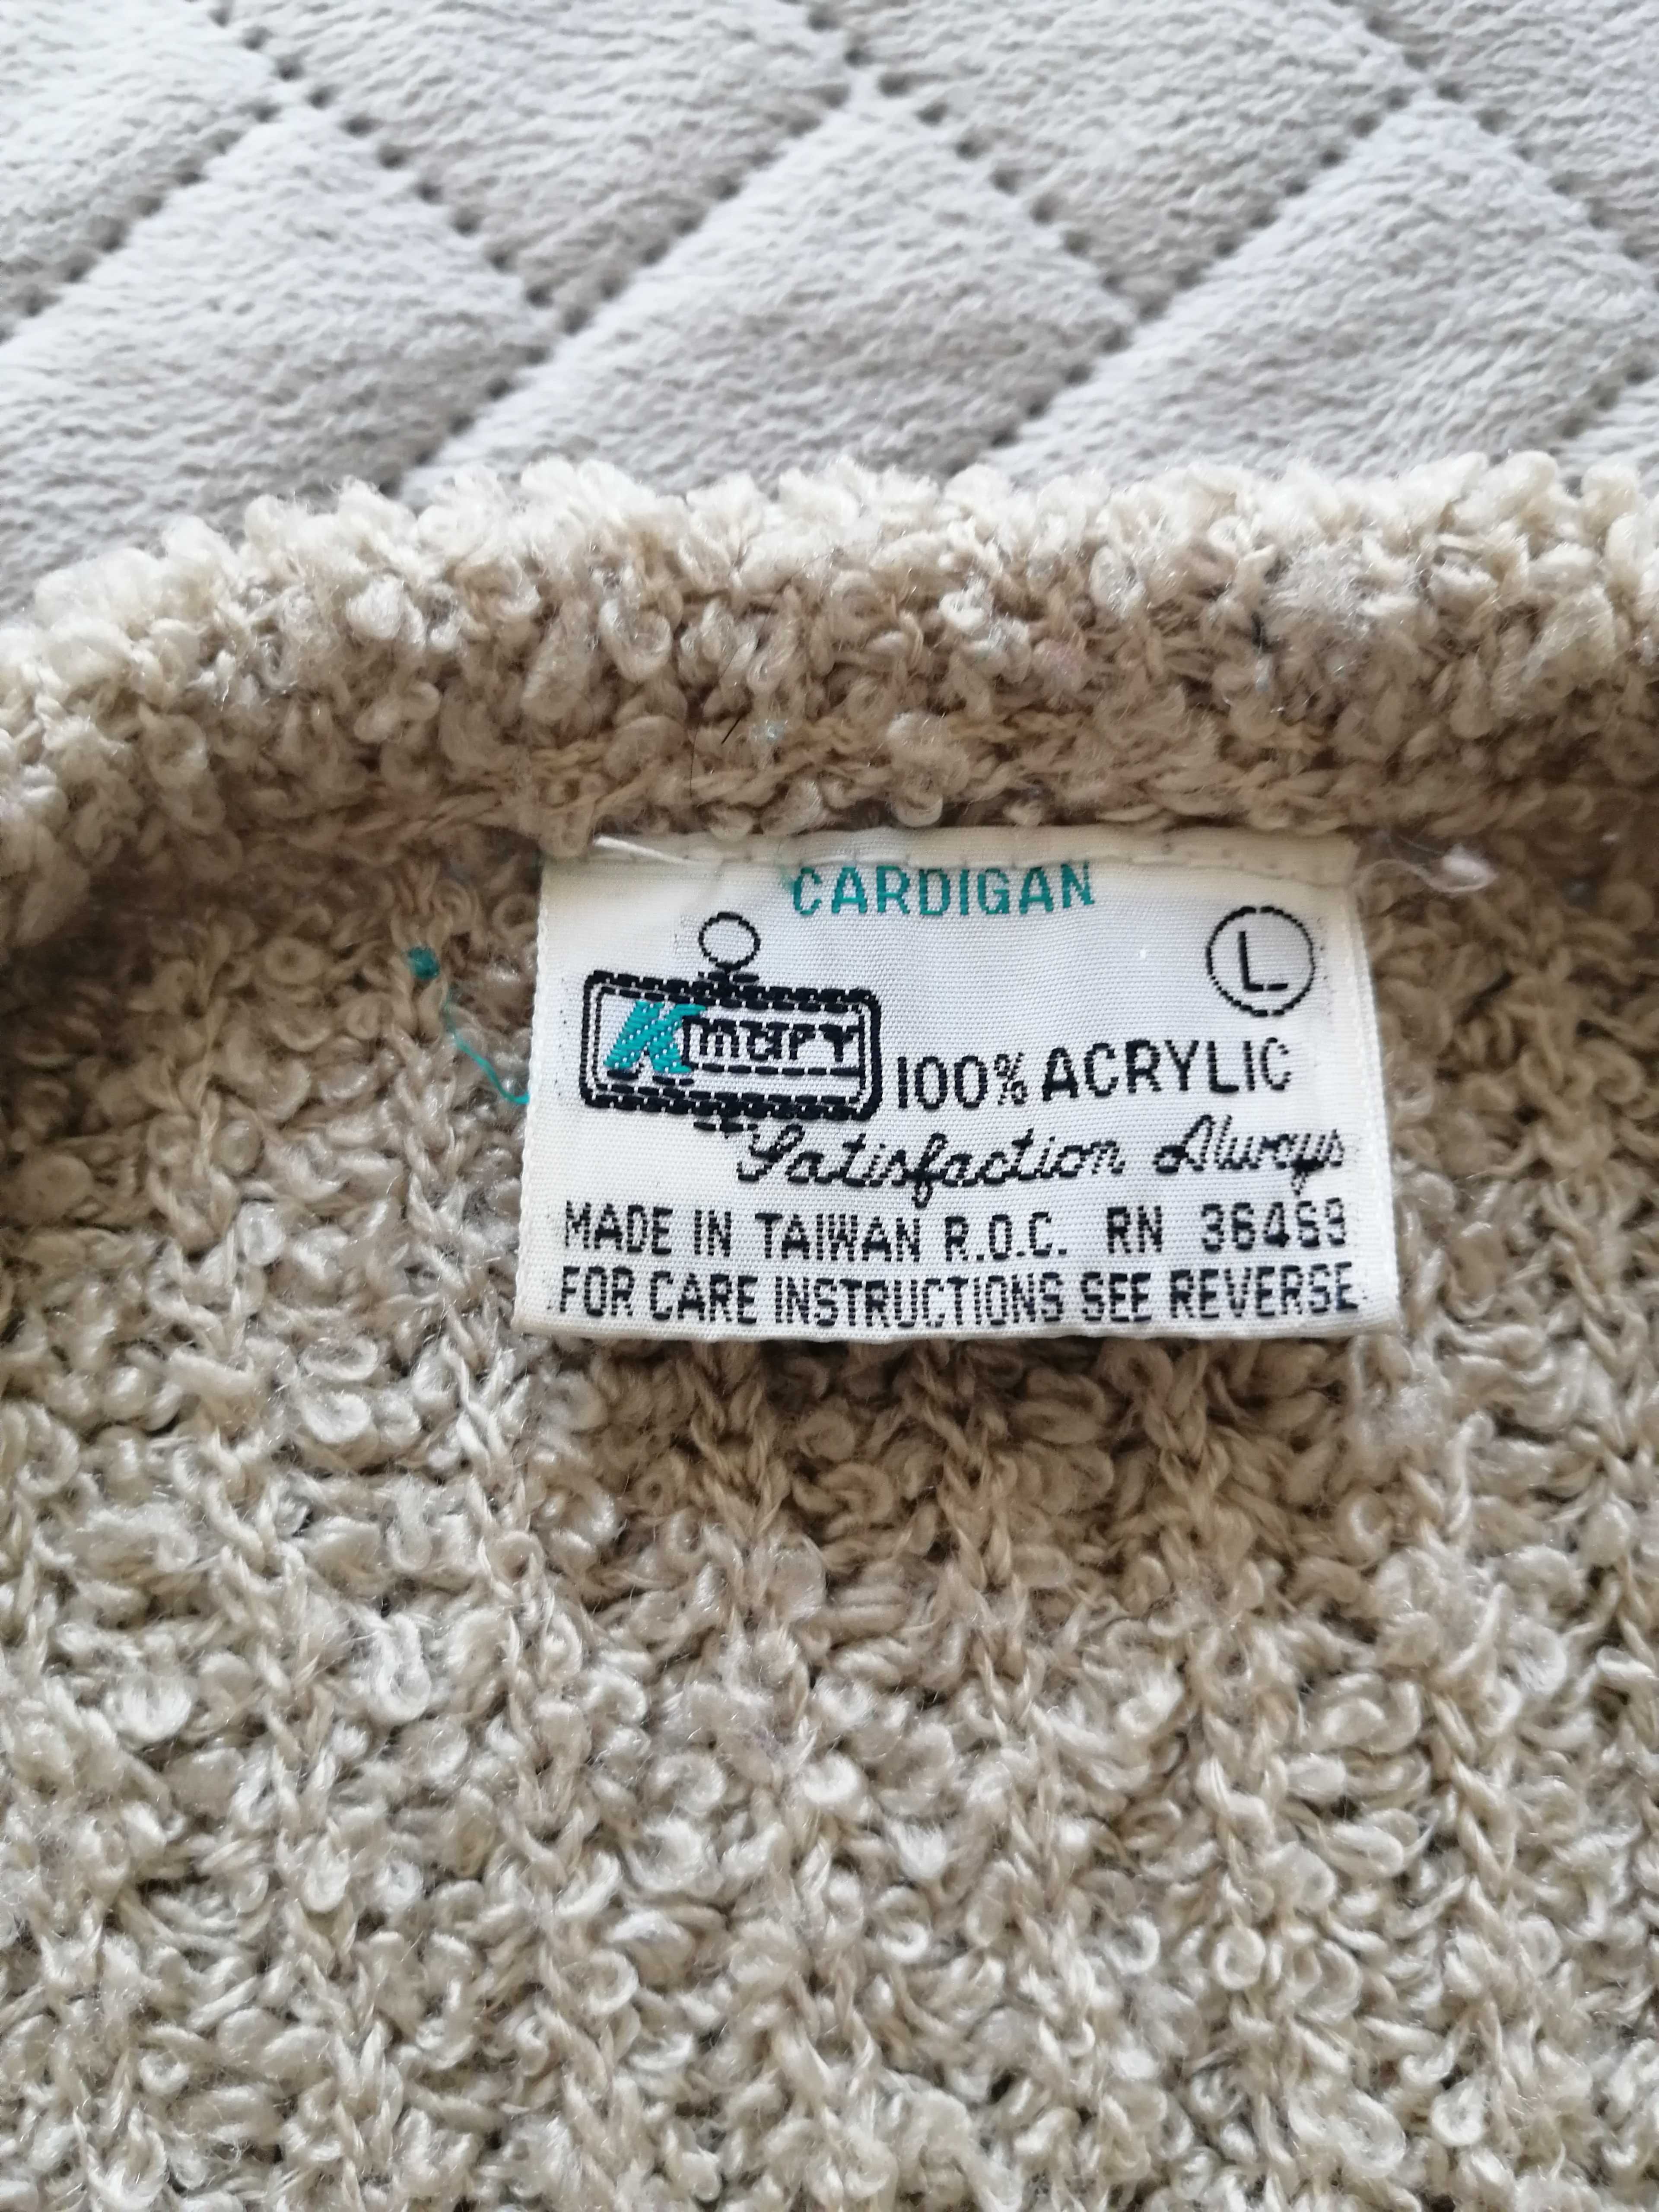 CARDIGAN
L
Kmart
100% ACRYLIC
Satisfaction Always
MADE IN TAIWAN R.O.C. RN 36469
FOR CARE INSTRUCTIONS SEE REVERSE